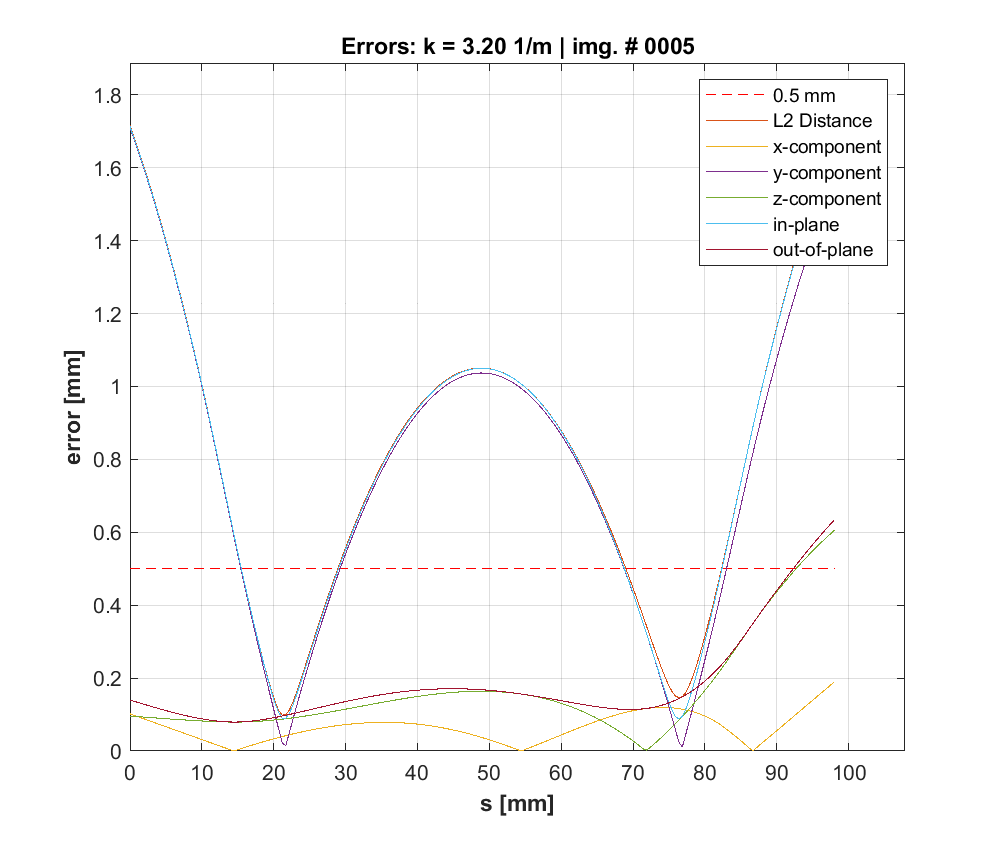 Errors: k = 3.20 1/m | img. # 0005
1.8
1.6
1.4
1.2
1
0.8
0.6
0.4
0.2
0
error [mm]
0.5 mm
L2 Distance
x-component
y-component
z-component
in-plane
out-of-plane
0 10 20 30 40 50 60 70 80 90 100
s [mm]